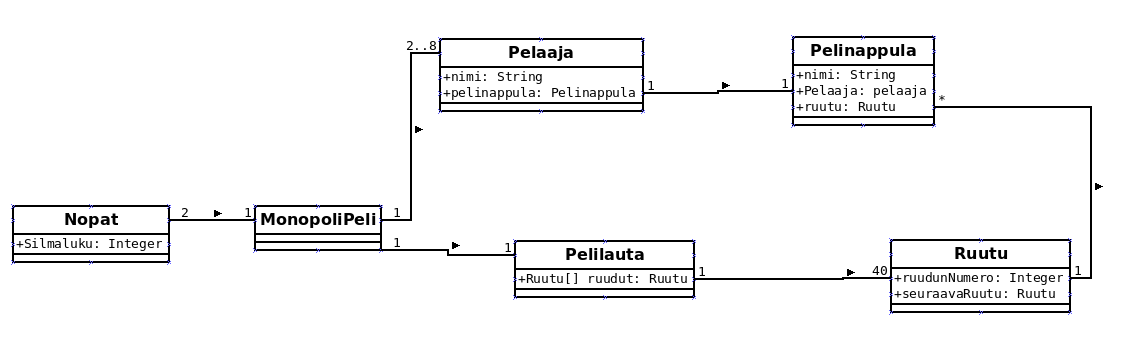 2..8
Pelaaja
+nimi: String
+pelinappula: Pelinappula
1
1
Pelinappula
+nimi: String
+Pelaaja: pelaaja
+ruutu: Ruutu
*
Nopat
+Silmaluku: Integer
2
1
MonopoliPeli
1
1
1
Pelilauta
+Ruutu[] ruudut: Ruutu
1
40
Ruutu
+ruudunNumero: Integer
+seuraavaRuutu: Ruutu
1